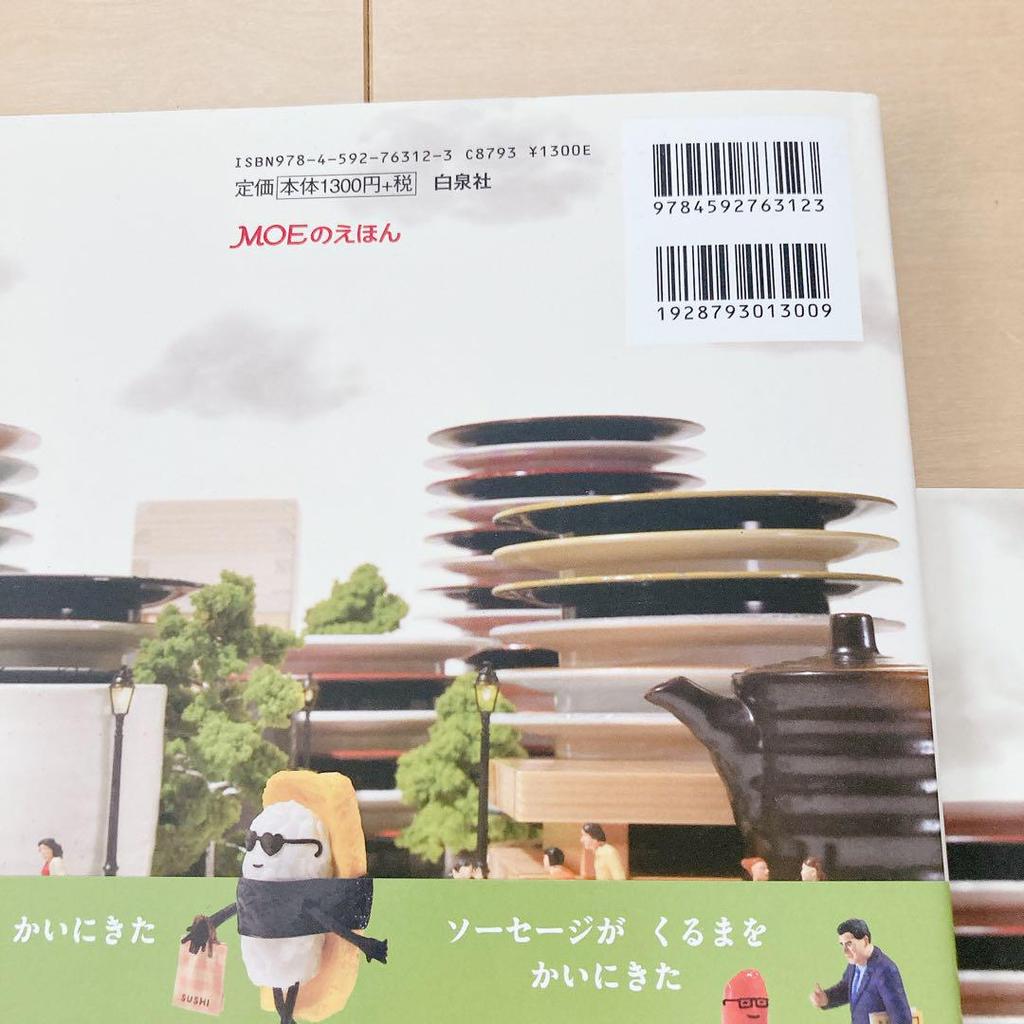 ISBN978-4-592-76312-3 C8793 ¥1300E
定価 本体1300円+税 白泉社
MOEのえほん
9784592763123
1928793013009
かいにきた
ソーセージが くるまを
かいにきた
SUSHI